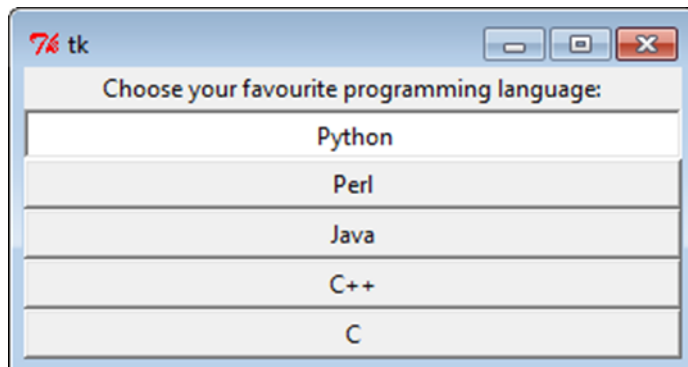 tk
Choose your favourite programming language:
Python
Perl
Java
C++
C